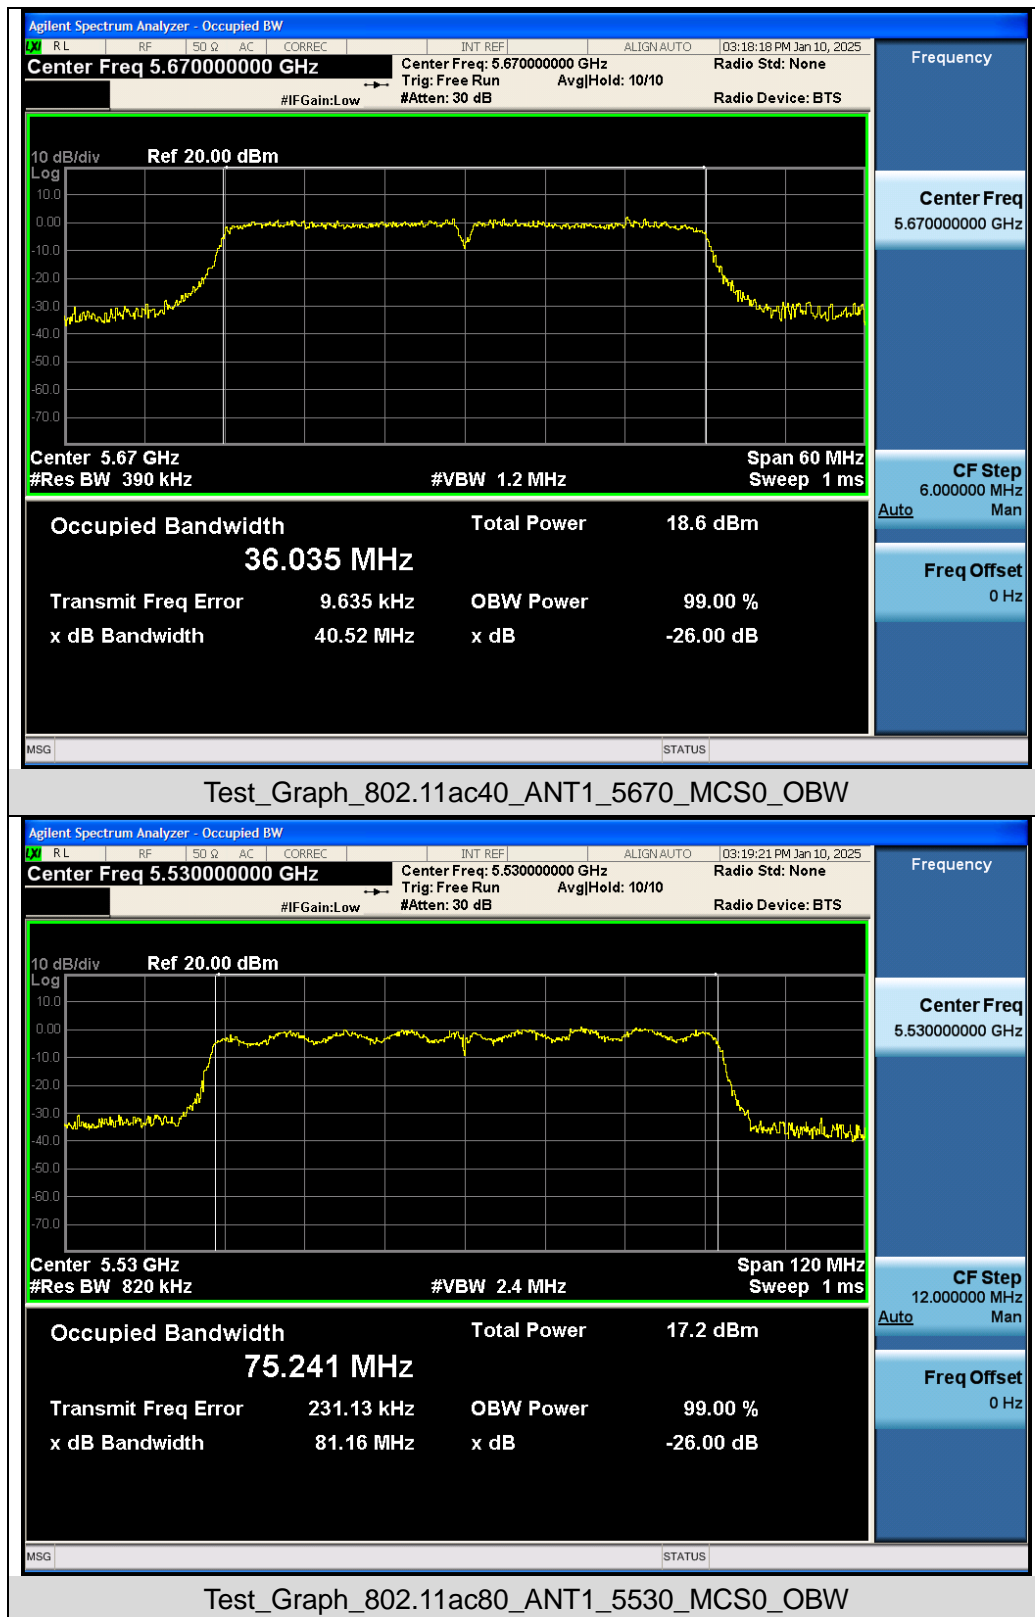 Agilent Spectrum Analyzer - Occupied BW
LXI RL RF 50 Ω AC CORREC INT REF ALIGN AUTO 03:18:18 PM Jan 10, 2025
Center Freq 5.670000000 GHz
Center Freq: 5.670000000 GHz Radio Std: None
Trig: Free Run Avg|Hold: 10/10
#IFGain:Low #Atten: 30 dB Radio Device: BTS
Frequency
10 dB/div Ref 20.00 dBm
Log
10.0
0.00
-10.0
-20.0
-30.0
-40.0
-50.0
-60.0
-70.0
Center 5.67 GHz Span 60 MHz
#Res BW 390 kHz #VBW 1.2 MHz Sweep 1 ms
Center Freq
5.670000000 GHz
CF Step
6.000000 MHz
Auto Man
Freq Offset
0 Hz
Occupied Bandwidth Total Power 18.6 dBm
36.035 MHz
Transmit Freq Error 9.635 kHz OBW Power 99.00 %
x dB Bandwidth 40.52 MHz x dB -26.00 dB
MSG STATUS
Test_Graph_802.11ac40_ANT1_5670_MCS0_OBW
Agilent Spectrum Analyzer - Occupied BW
LXI RL RF 50 Ω AC CORREC INT REF ALIGN AUTO 03:19:21 PM Jan 10, 2025
Center Freq 5.530000000 GHz
Center Freq: 5.530000000 GHz Radio Std: None
Trig: Free Run Avg|Hold: 10/10
#IFGain:Low #Atten: 30 dB Radio Device: BTS
Frequency
10 dB/div Ref 20.00 dBm
Log
10.0
0.00
-10.0
-20.0
-30.0
-40.0
-50.0
-60.0
-70.0
Center 5.53 GHz Span 120 MHz
#Res BW 820 kHz #VBW 2.4 MHz Sweep 1 ms
Center Freq
5.530000000 GHz
CF Step
12.000000 MHz
Auto Man
Freq Offset
0 Hz
Occupied Bandwidth Total Power 17.2 dBm
75.241 MHz
Transmit Freq Error 231.13 kHz OBW Power 99.00 %
x dB Bandwidth 81.16 MHz x dB -26.00 dB
MSG STATUS
Test_Graph_802.11ac80_ANT1_5530_MCS0_OBW